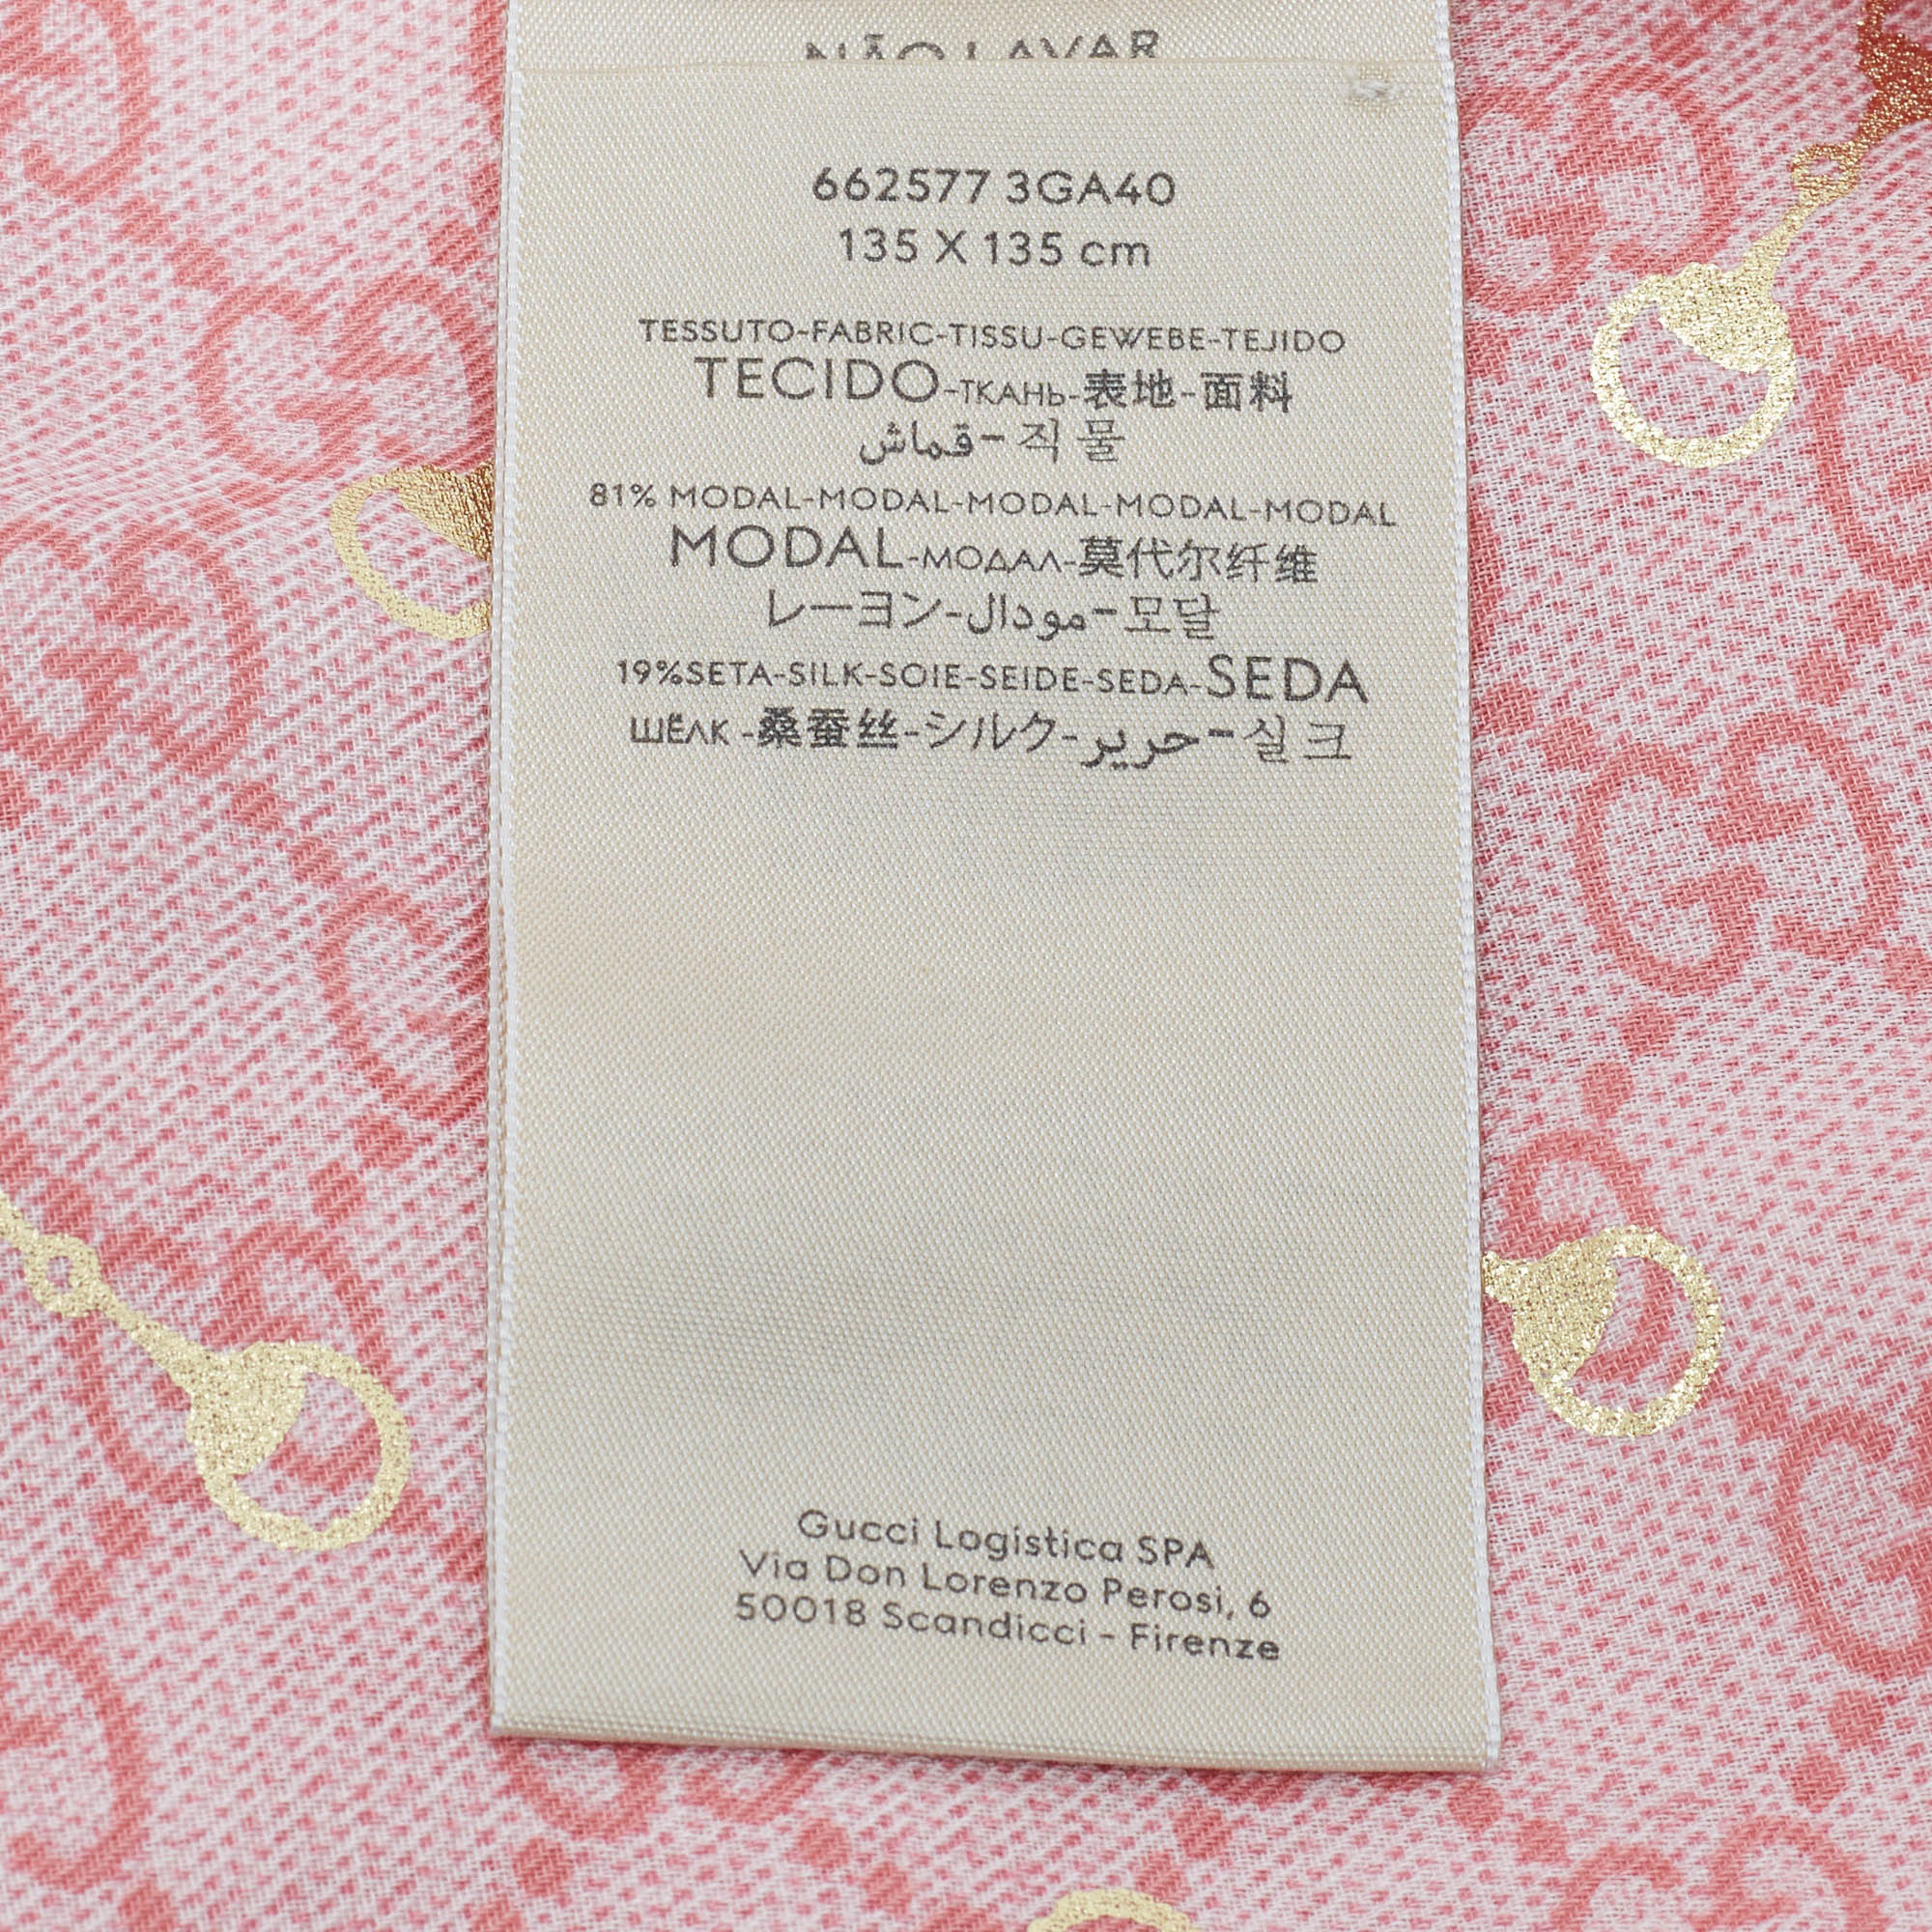 NÃO LAVAR
662577 3GA40
135 X 135 cm
TESSUTO-FABRIC-TISSU-GEWEBE-TEJIDO
TECIDO-ТКАНЬ-表地-面料
قماش-직물
81% MODAL-MODAL-MODAL-MODAL-MODAL
MODAL-МОДАЛ-莫代尔纤维
レーヨン-مودال-모달
19%SETA-SILK-SOIE-SEIDE-SEDA-SEDA
ШЁЛК -桑蚕丝-シルク-حرير-실크
Gucci Logistica SPA
Via Don Lorenzo Perosi, 6
50018 Scandicci - Firenze